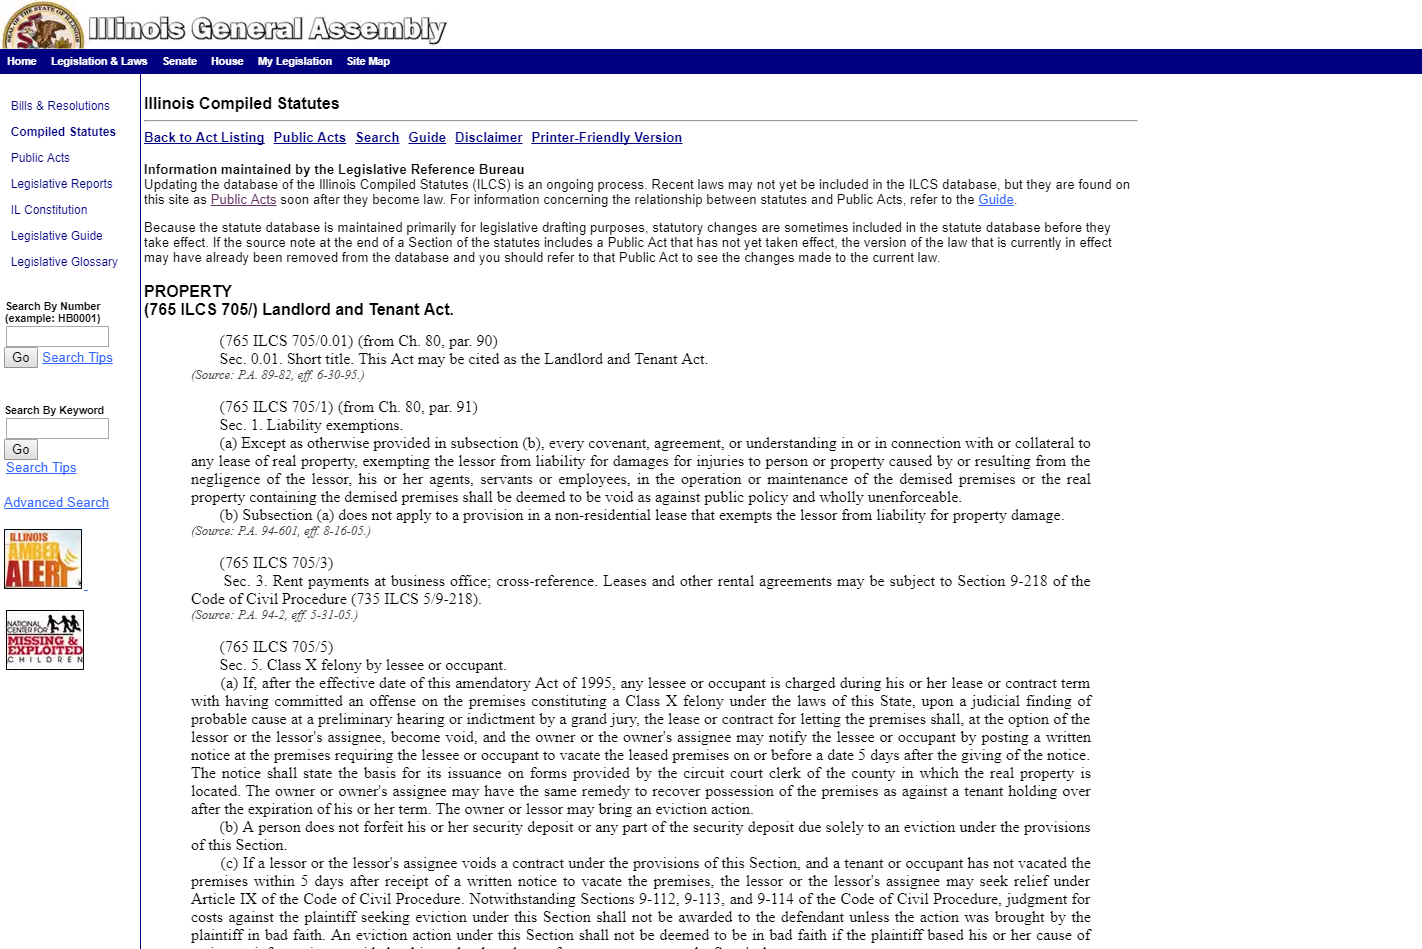 SEAL OF THE STATE OF ILLINOIS
Illinois General Assembly
Home Legislation & Laws Senate House My Legislation Site Map
Bills & Resolutions
Compiled Statutes
Public Acts
Legislative Reports
IL Constitution
Legislative Guide
Legislative Glossary
Search By Number
(example: HB0001)
Go Search Tips
Search By Keyword
Go
Search Tips
Advanced Search
ILLINOIS
AMBER
ALERT
NATIONAL
CENTER FOR
MISSING &
EXPLOITED
CHILDREN
Illinois Compiled Statutes
Back to Act Listing Public Acts Search Guide Disclaimer Printer-Friendly Version
Information maintained by the Legislative Reference Bureau
Updating the database of the Illinois Compiled Statutes (ILCS) is an ongoing process. Recent laws may not yet be included in the ILCS database, but they are found on
this site as Public Acts soon after they become law. For information concerning the relationship between statutes and Public Acts, refer to the Guide.
Because the statute database is maintained primarily for legislative drafting purposes, statutory changes are sometimes included in the statute database before they
take effect. If the source note at the end of a Section of the statutes includes a Public Act that has not yet taken effect, the version of the law that is currently in effect
may have already been removed from the database and you should refer to that Public Act to see the changes made to the current law.
PROPERTY
(765 ILCS 705/) Landlord and Tenant Act.
(765 ILCS 705/0.01) (from Ch. 80, par. 90)
Sec. 0.01. Short title. This Act may be cited as the Landlord and Tenant Act.
(Source: P.A. 89-82, eff. 6-30-95.)
(765 ILCS 705/1) (from Ch. 80, par. 91)
Sec. 1. Liability exemptions.
(a) Except as otherwise provided in subsection (b), every covenant, agreement, or understanding in or in connection with or collateral to
any lease of real property, exempting the lessor from liability for damages for injuries to person or property caused by or resulting from the
negligence of the lessor, his or her agents, servants or employees, in the operation or maintenance of the demised premises or the real
property containing the demised premises shall be deemed to be void as against public policy and wholly unenforceable.
(b) Subsection (a) does not apply to a provision in a non-residential lease that exempts the lessor from liability for property damage.
(Source: P.A. 94-601, eff. 8-16-05.)
(765 ILCS 705/3)
Sec. 3. Rent payments at business office; cross-reference. Leases and other rental agreements may be subject to Section 9-218 of the
Code of Civil Procedure (735 ILCS 5/9-218).
(Source: P.A. 94-2, eff. 5-31-05.)
(765 ILCS 705/5)
Sec. 5. Class X felony by lessee or occupant.
(a) If, after the effective date of this amendatory Act of 1995, any lessee or occupant is charged during his or her lease or contract term
with having committed an offense on the premises constituting a Class X felony under the laws of this State, upon a judicial finding of
probable cause at a preliminary hearing or indictment by a grand jury, the lease or contract for letting the premises shall, at the option of the
lessor or the lessor's assignee, become void, and the owner or the owner's assignee may notify the lessee or occupant by posting a written
notice at the premises requiring the lessee or occupant to vacate the leased premises on or before a date 5 days after the giving of the notice.
The notice shall state the basis for its issuance on forms provided by the circuit court clerk of the county in which the real property is
located. The owner or owner's assignee may have the same remedy to recover possession of the premises as against a tenant holding over
after the expiration of his or her term. The owner or lessor may bring an eviction action.
(b) A person does not forfeit his or her security deposit or any part of the security deposit due solely to an eviction under the provisions
of this Section.
(c) If a lessor or the lessor's assignee voids a contract under the provisions of this Section, and a tenant or occupant has not vacated the
premises within 5 days after receipt of a written notice to vacate the premises, the lessor or the lessor's assignee may seek relief under
Article IX of the Code of Civil Procedure. Notwithstanding Sections 9-112, 9-113, and 9-114 of the Code of Civil Procedure, judgment for
costs against the plaintiff seeking eviction under this Section shall not be awarded to the defendant unless the action was brought by the
plaintiff in bad faith. An eviction action under this Section shall not be deemed to be in bad faith if the plaintiff based his or her cause of